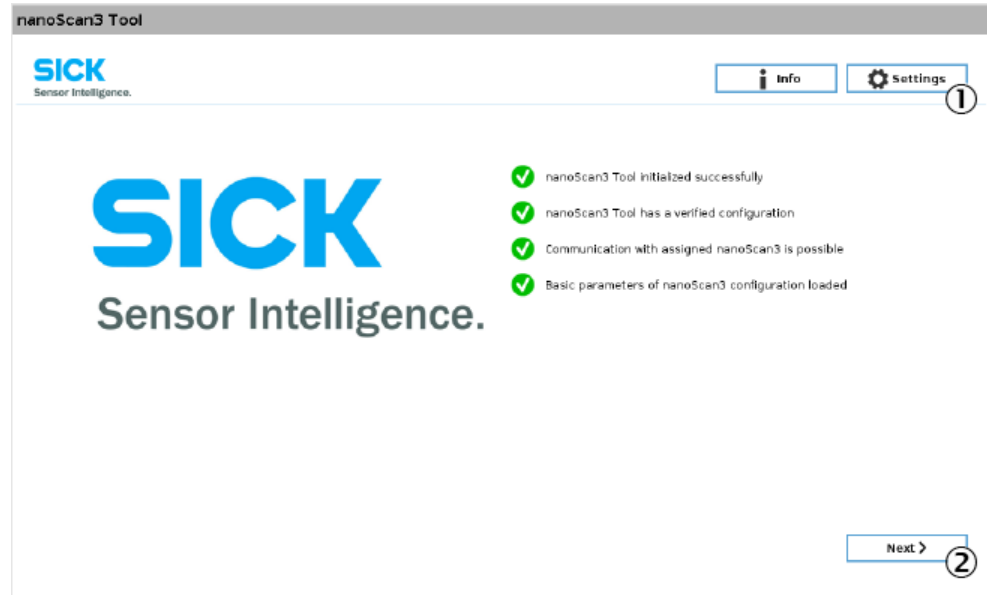 nanoScan3 Tool
SICK
Sensor Intelligence.
Info
Settings
①
SICK
Sensor Intelligence.
nanoScan3 Tool initialized successfully
nanoScan3 Tool has a verified configuration
Communication with assigned nanoScan3 is possible
Basic parameters of nanoScan3 configuration loaded
Next >
②